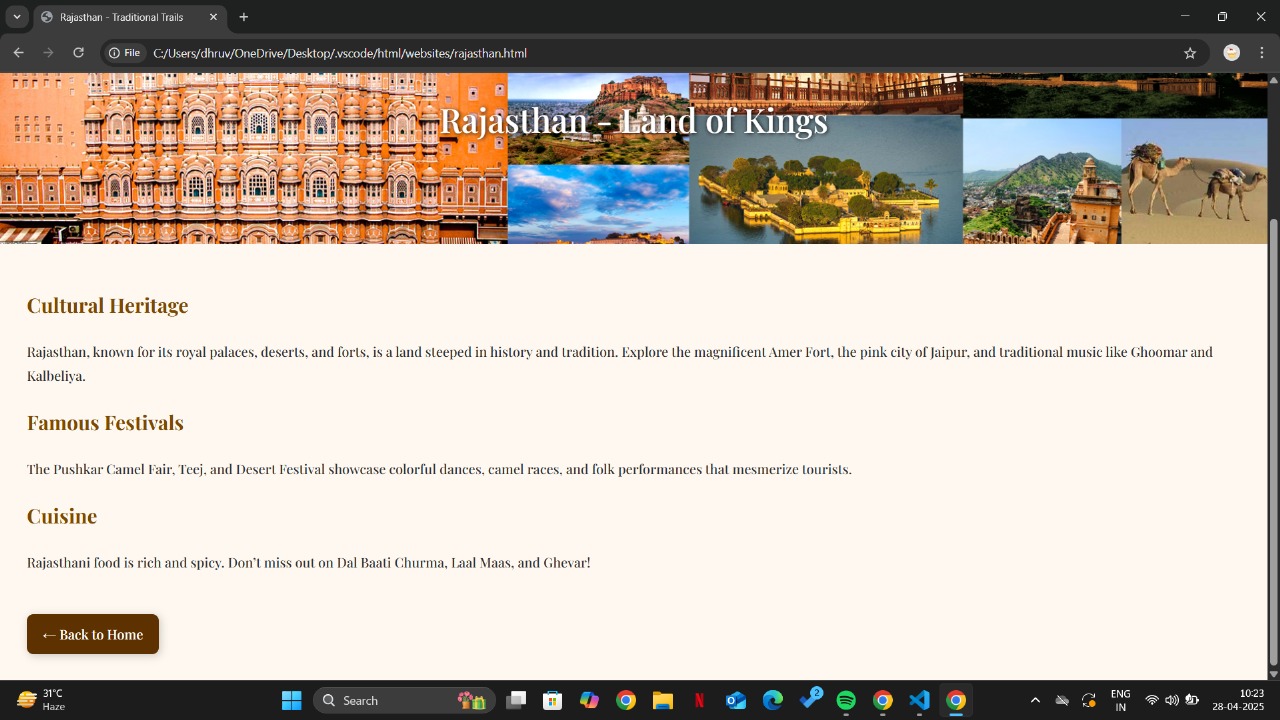 Rajasthan - Traditional Trails
File
C:/Users/dhruv/OneDrive/Desktop/.vscode/html/websites/rajasthan.html
Rajasthan - Land of Kings
Cultural Heritage
Rajasthan, known for its royal palaces, deserts, and forts, is a land steeped in history and tradition. Explore the magnificent Amer Fort, the pink city of Jaipur, and traditional music like Ghoomar and
Kalbeliya.
Famous Festivals
The Pushkar Camel Fair, Teej, and Desert Festival showcase colorful dances, camel races, and folk performances that mesmerize tourists.
Cuisine
Rajasthani food is rich and spicy. Don't miss out on Dal Baati Churma, Laal Maas, and Ghevar!
← Back to Home
31°C
Haze
Search
2
ENG
IN
10:23
28-04-2025